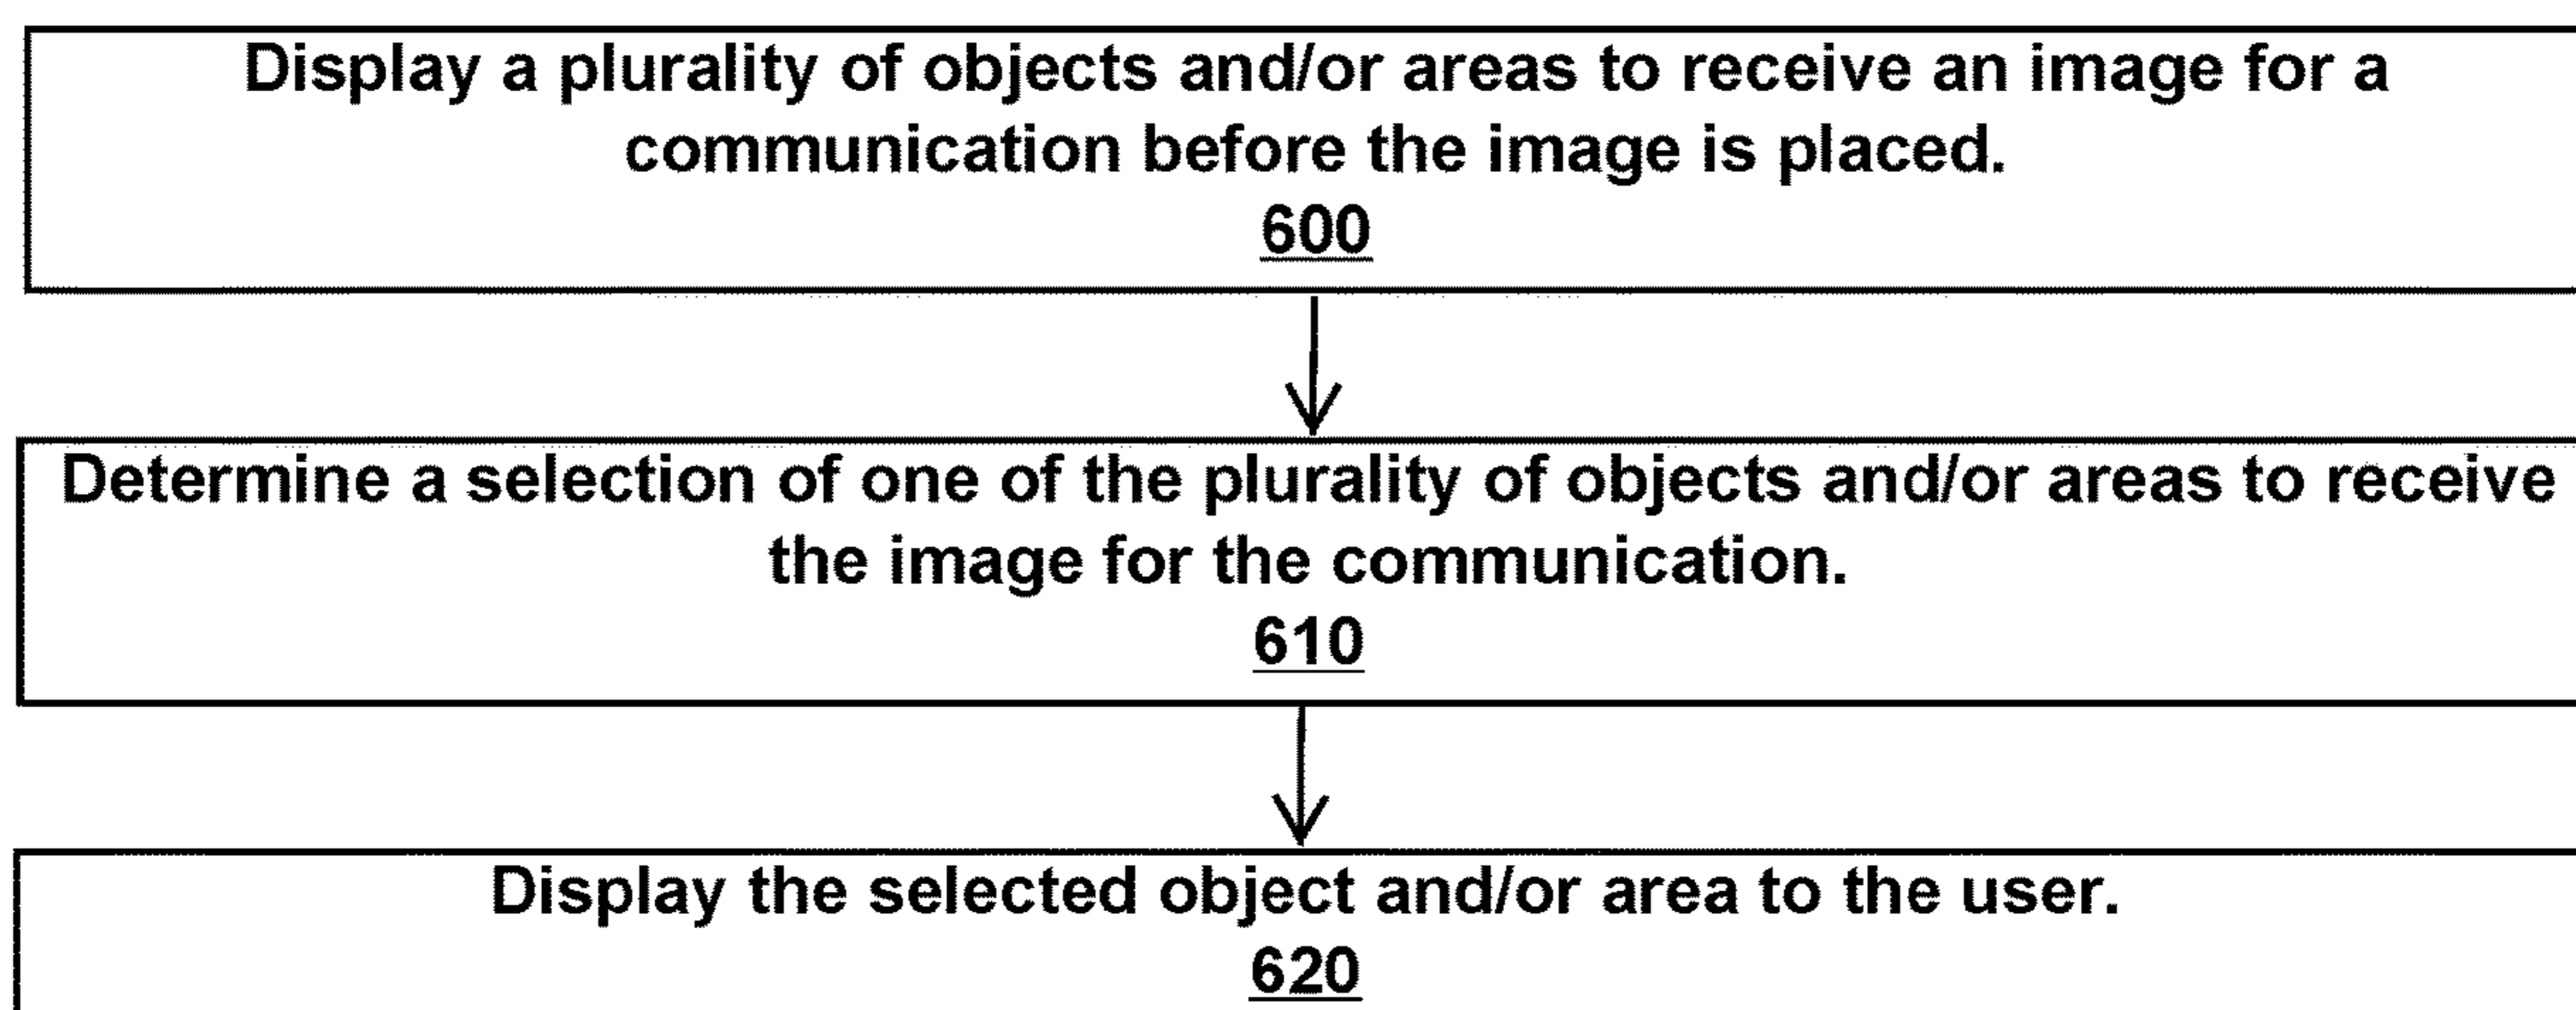 Display a plurality of objects and/or areas to receive an image for a
communication before the image is placed.
600
Determine a selection of one of the plurality of objects and/or areas to receive
the image for the communication.
610
Display the selected object and/or area to the user.
620